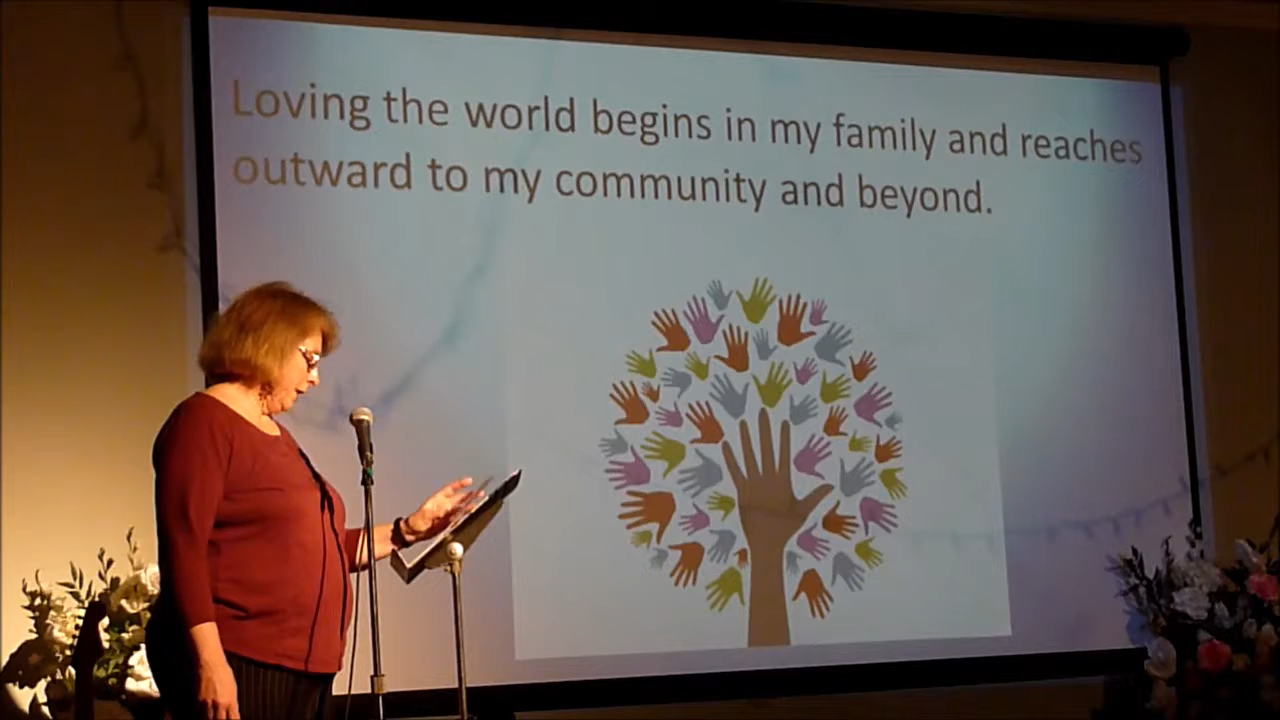 Loving the world begins in my family and reaches
outward to my community and beyond.